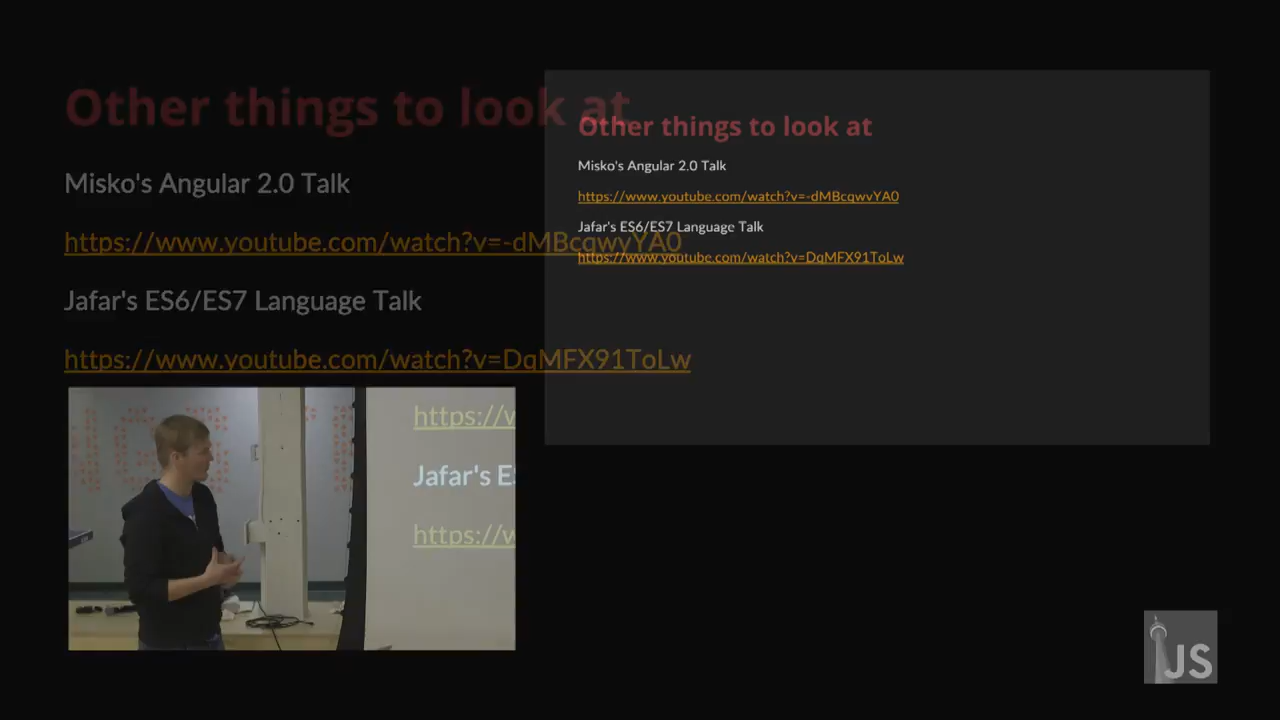 Other things to look at
Misko's Angular 2.0 Talk
https://www.youtube.com/watch?v=-dMBcqwvYA0
Jafar's ES6/ES7 Language Talk
https://www.youtube.com/watch?v=DqMFX91ToLw
Other things to look at
Misko's Angular 2.0 Talk
https://www.youtube.com/watch?v=-dMBcqwvYA0
Jafar's ES6/ES7 Language Talk
https://www.youtube.com/watch?v=DqMFX91ToLw
https://w
Jafar's ES
https://w
JS